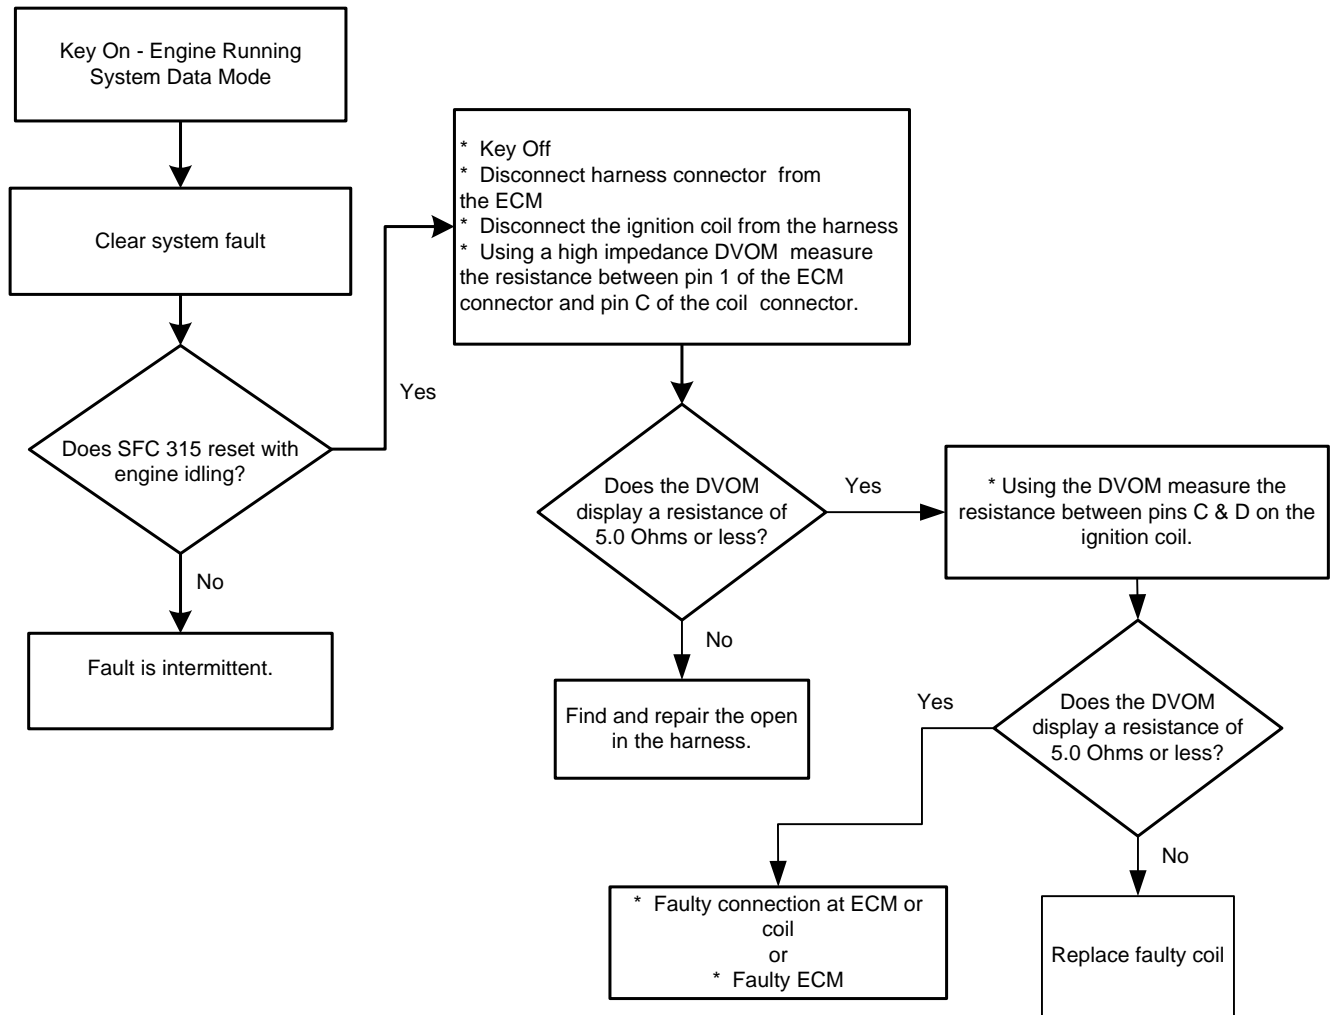 Key On - Engine Running
System Data Mode
Clear system fault
Does SFC 315 reset with
engine idling?
Yes
No
Fault is intermittent.
* Key Off
* Disconnect harness connector from
the ECM
* Disconnect the ignition coil from the harness
* Using a high impedance DVOM measure
the resistance between pin 1 of the ECM
connector and pin C of the coil connector.
Does the DVOM
display a resistance of
5.0 Ohms or less?
Yes
No
Find and repair the open
in the harness.
* Using the DVOM measure the
resistance between pins C & D on the
ignition coil.
Does the DVOM
display a resistance of
5.0 Ohms or less?
Yes
No
* Faulty connection at ECM or
coil
or
* Faulty ECM
Replace faulty coil